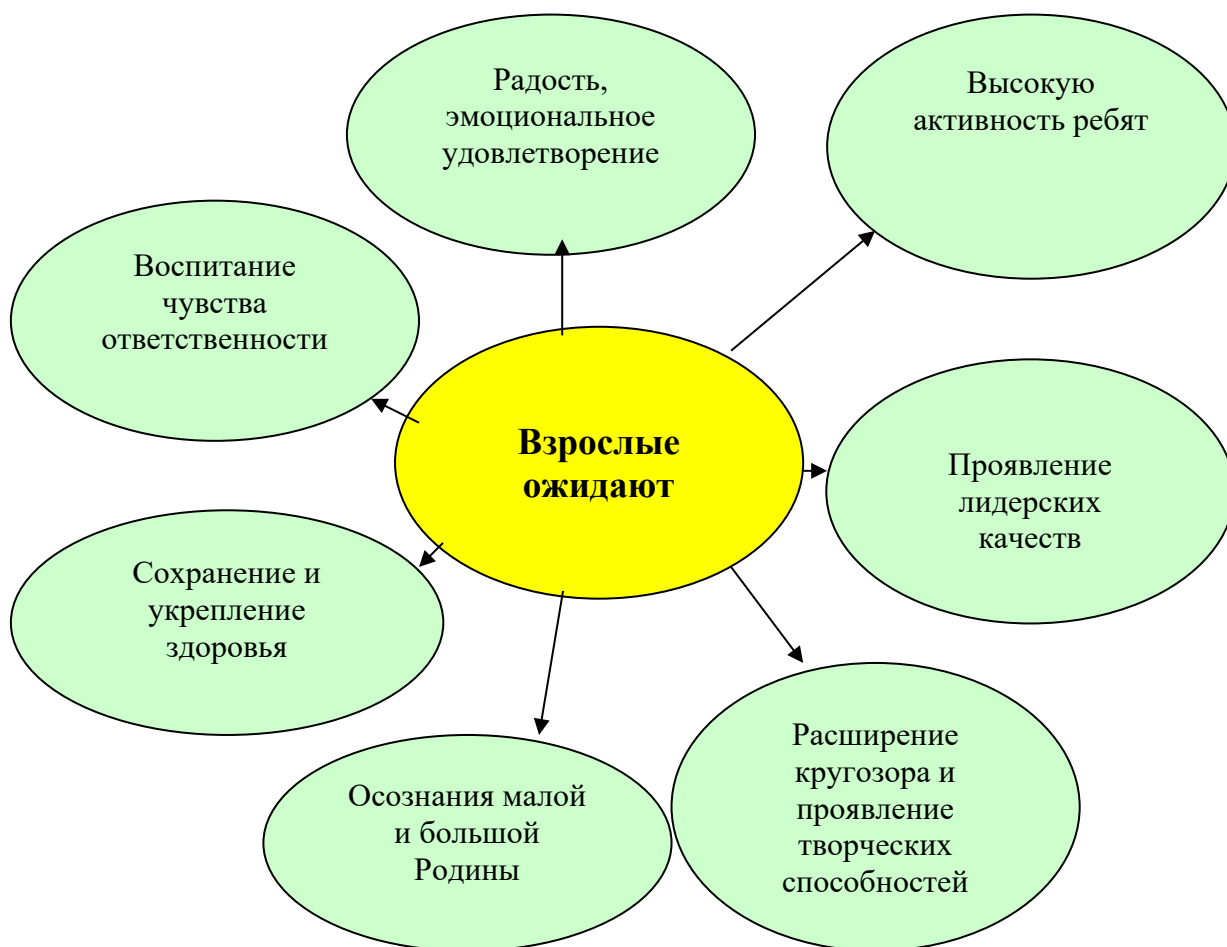 Радость,
эмоциональное
удовлетворение
Высокую
активность ребят
Воспитание
чувства
ответственности
Взрослые
ожидают
Проявление
лидерских
качеств
Сохранение и
укрепление
здоровья
Осознания малой
и большой
Родины
Расширение
кругозора и
проявление
творческих
способностей